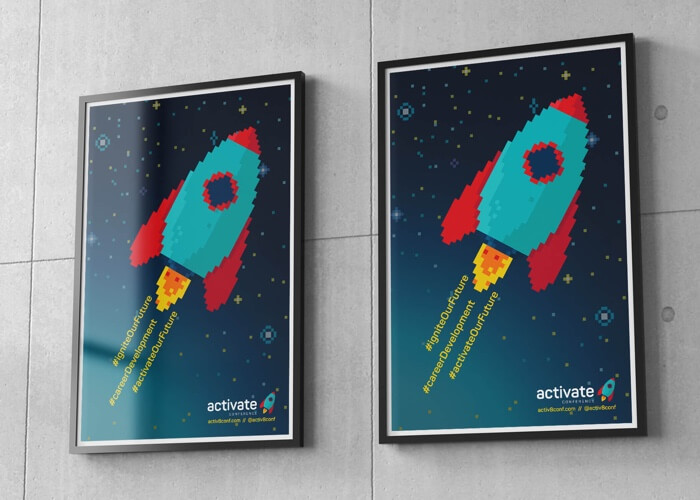 #igniteOurFuture
#careerDevelopment
#activateOurFuture
activate
CONFERENCE
activ8conf.com // @activ8conf
#igniteOurFuture
#careerDevelopment
#activateOurFuture
activate
CONFERENCE
activ8conf.com // @activ8conf